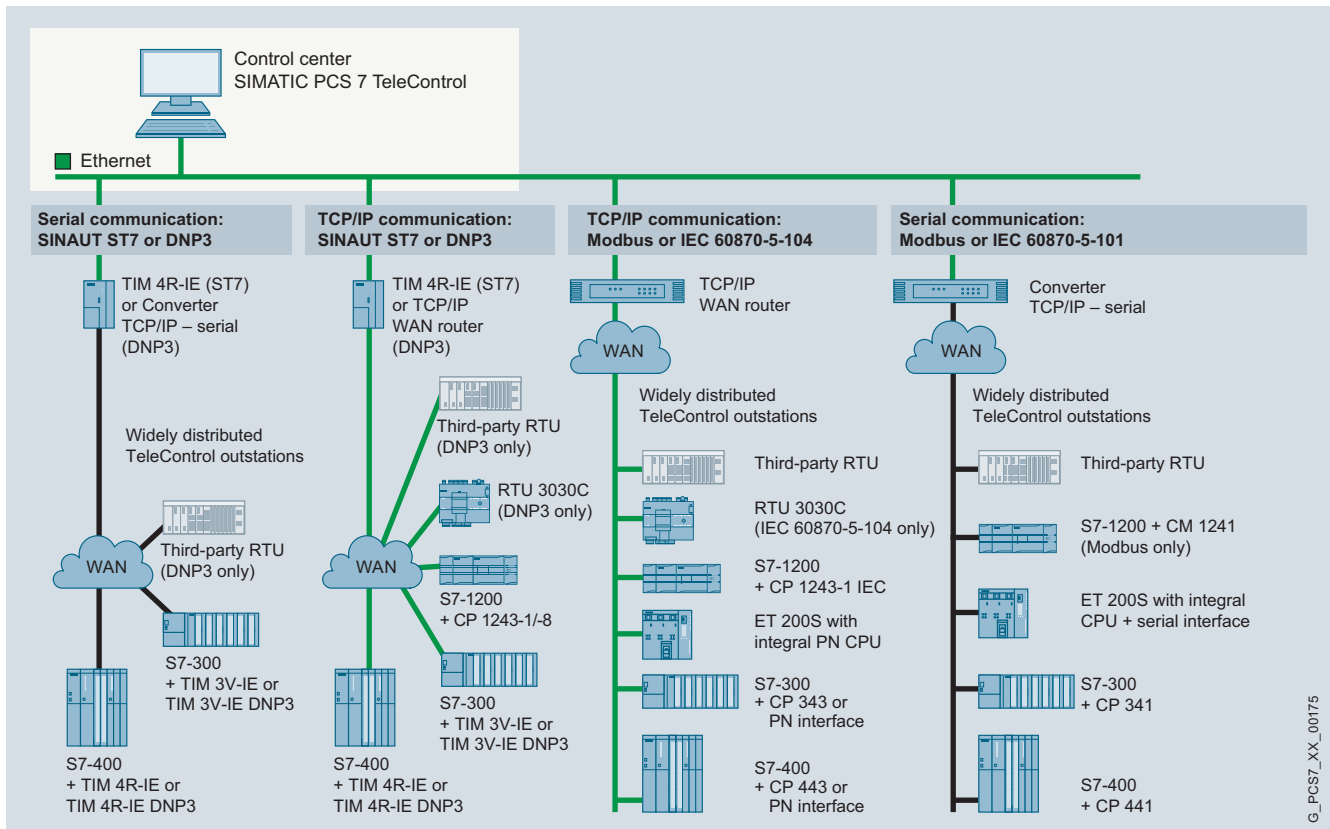 Control center
SIMATIC PCS 7 TeleControl
Ethernet
Serial communication:
SINAUT ST7 or DNP3
TIM 4R-IE (ST7)
or Converter
TCP/IP – serial
(DNP3)
Widely distributed
TeleControl outstations
Third-party RTU
(DNP3 only)
WAN
S7-300
+ TIM 3V-IE or
TIM 3V-IE DNP3
S7-400
+ TIM 4R-IE or
TIM 4R-IE DNP3
TCP/IP communication:
SINAUT ST7 or DNP3
TIM 4R-IE (ST7)
or TCP/IP
WAN router
(DNP3)
Third-party RTU
(DNP3 only)
RTU 3030C
(DNP3 only)
WAN
S7-1200
+ CP 1243-1/-8
S7-300
+ TIM 3V-IE or
TIM 3V-IE DNP3
S7-400
+ TIM 4R-IE or
TIM 4R-IE DNP3
TCP/IP communication:
Modbus or IEC 60870-5-104
TCP/IP
WAN router
WAN
Widely distributed
TeleControl outstations
Third-party RTU
RTU 3030C
(IEC 60870-5-104 only)
S7-1200
+ CP 1243-1 IEC
ET 200S with
integral PN CPU
S7-300
+ CP 343 or
PN interface
S7-400
+ CP 443 or
PN interface
Serial communication:
Modbus or IEC 60870-5-101
Converter
TCP/IP – serial
WAN
Widely distributed
TeleControl outstations
Third-party RTU
S7-1200 + CM 1241
(Modbus only)
ET 200S with integral
CPU + serial interface
S7-300
+ CP 341
S7-400
+ CP 441
G_PCS7_XX_00175